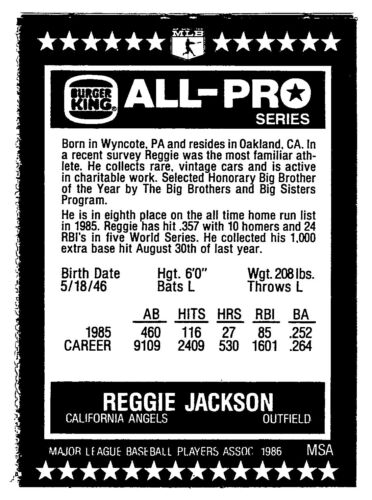 MLB
BURGER KING
ALL-PRO
SERIES
Born in Wyncote, PA and resides in Oakland, CA. In
a recent survey Reggie was the most familiar ath-
lete. He collects rare, vintage cars and is active
in charitable work. Selected Honorary Big Brother
of the Year by The Big Brothers and Big Sisters
Program.
He is in eighth place on the all time home run list
in 1985. Reggie has hit .357 with 10 homers and 24
RBI's in five World Series. He collected his 1,000
extra base hit August 30th of last year.
Birth Date Hgt. 6'0" Wgt. 208 lbs.
5/18/46 Bats L Throws L
AB HITS HRS RBI BA
1985 460 116 27 85 .252
CAREER 9109 2409 530 1601 .264
REGGIE JACKSON
CALIFORNIA ANGELS OUTFIELD
MAJOR LEAGUE BASEBALL PLAYERS ASSOC 1986 MSA